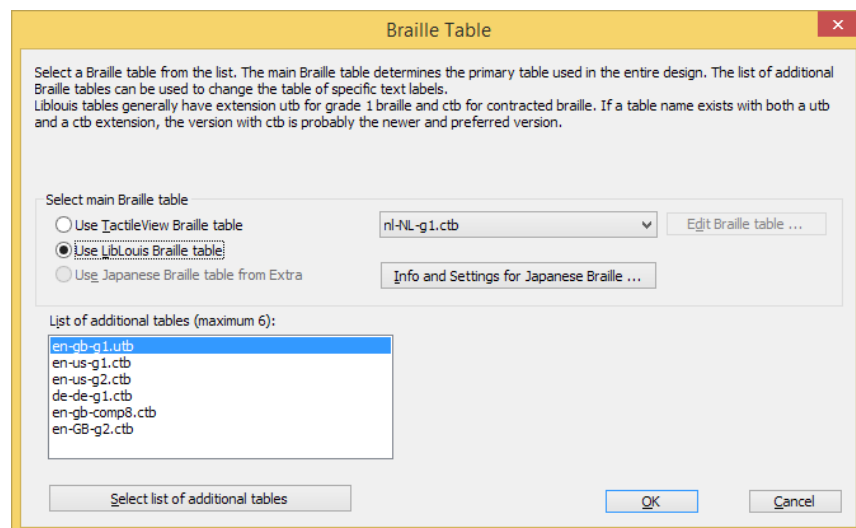 Braille Table
Select a Braille table from the list. The main Braille table determines the primary table used in the entire design. The list of additional
Braille tables can be used to change the table of specific text labels.
Liblouis tables generally have extension utb for grade 1 braille and ctb for contracted braille. If a table name exists with both a utb
and a ctb extension, the version with ctb is probably the newer and preferred version.
Select main Braille table
Use TactileView Braille table
nl-NL-g1.ctb
Edit Braille table ...
Use LibLouis Braille table
Use Japanese Braille table from Extra
Info and Settings for Japanese Braille ...
List of additional tables (maximum 6):
en-gb-g1.utb
en-us-g1.ctb
en-us-g2.ctb
de-de-g1.ctb
en-gb-comp8.ctb
en-GB-g2.ctb
Select list of additional tables
OK
Cancel